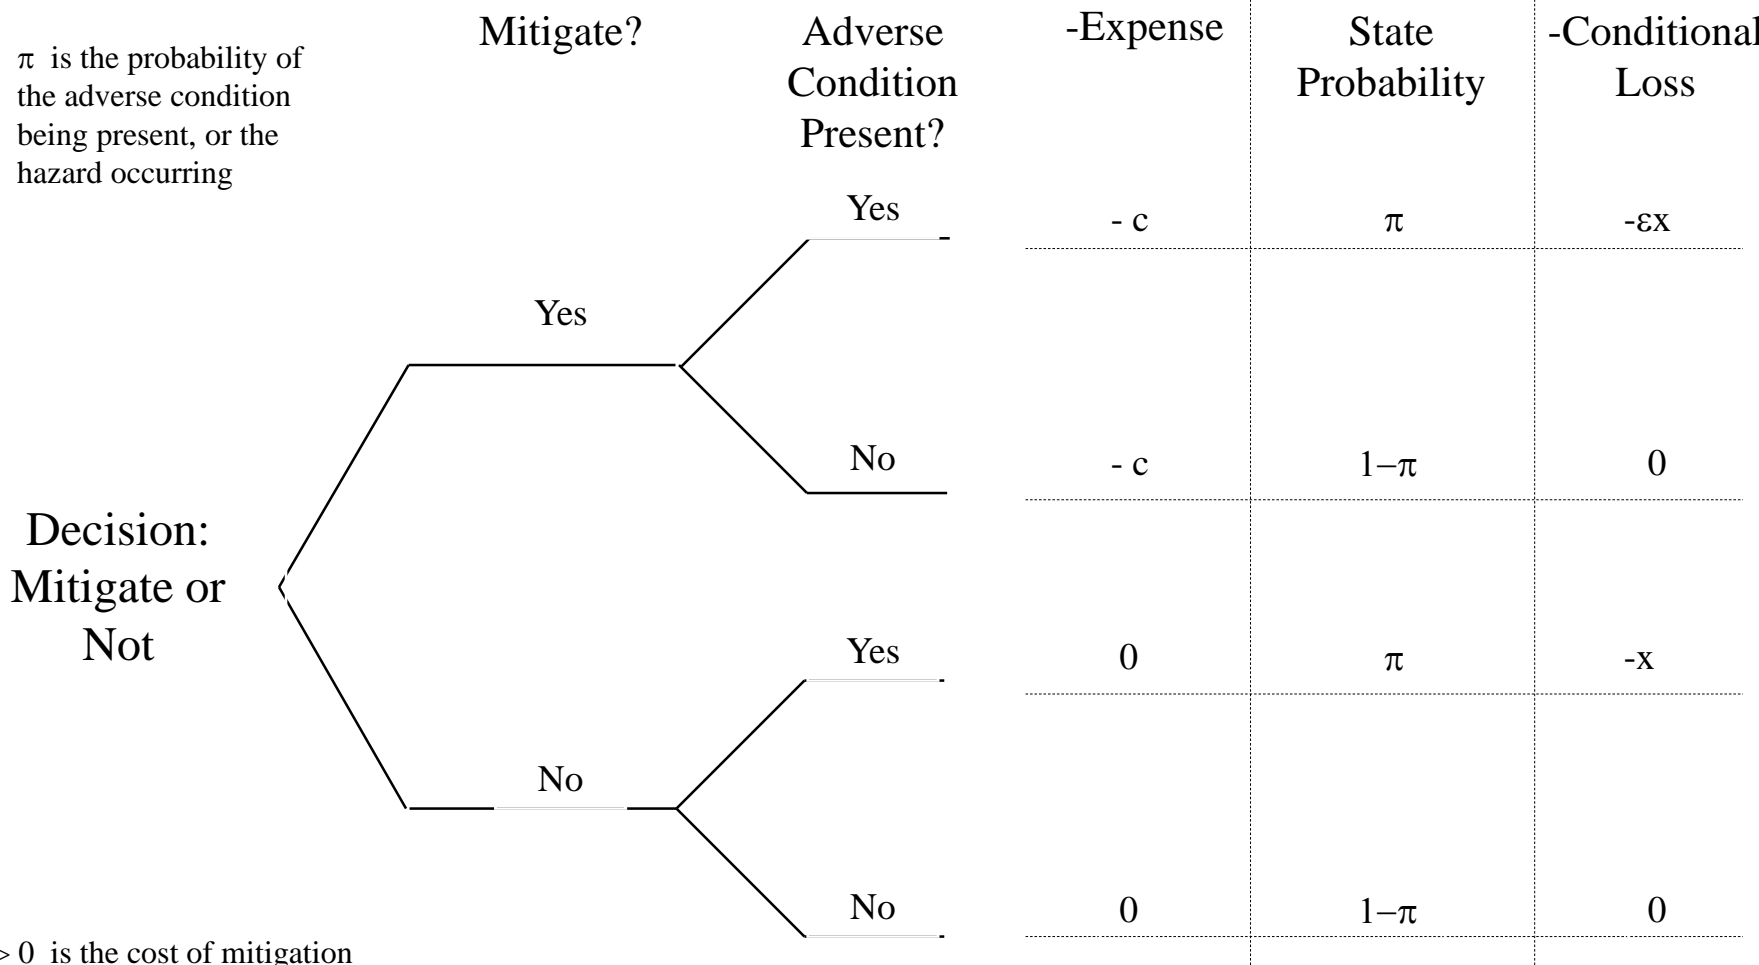 π is the probability of
the adverse condition
being present, or the
hazard occurring
Mitigate?
Adverse
Condition
Present?
-Expense
State
Probability
-Conditional
Loss
Yes
- c
π
-εx
Yes
No
- c
1−π
0
Decision:
Mitigate or
Not
Yes
0
π
-x
No
No
0
1−π
0
> 0 is the cost of mitigation